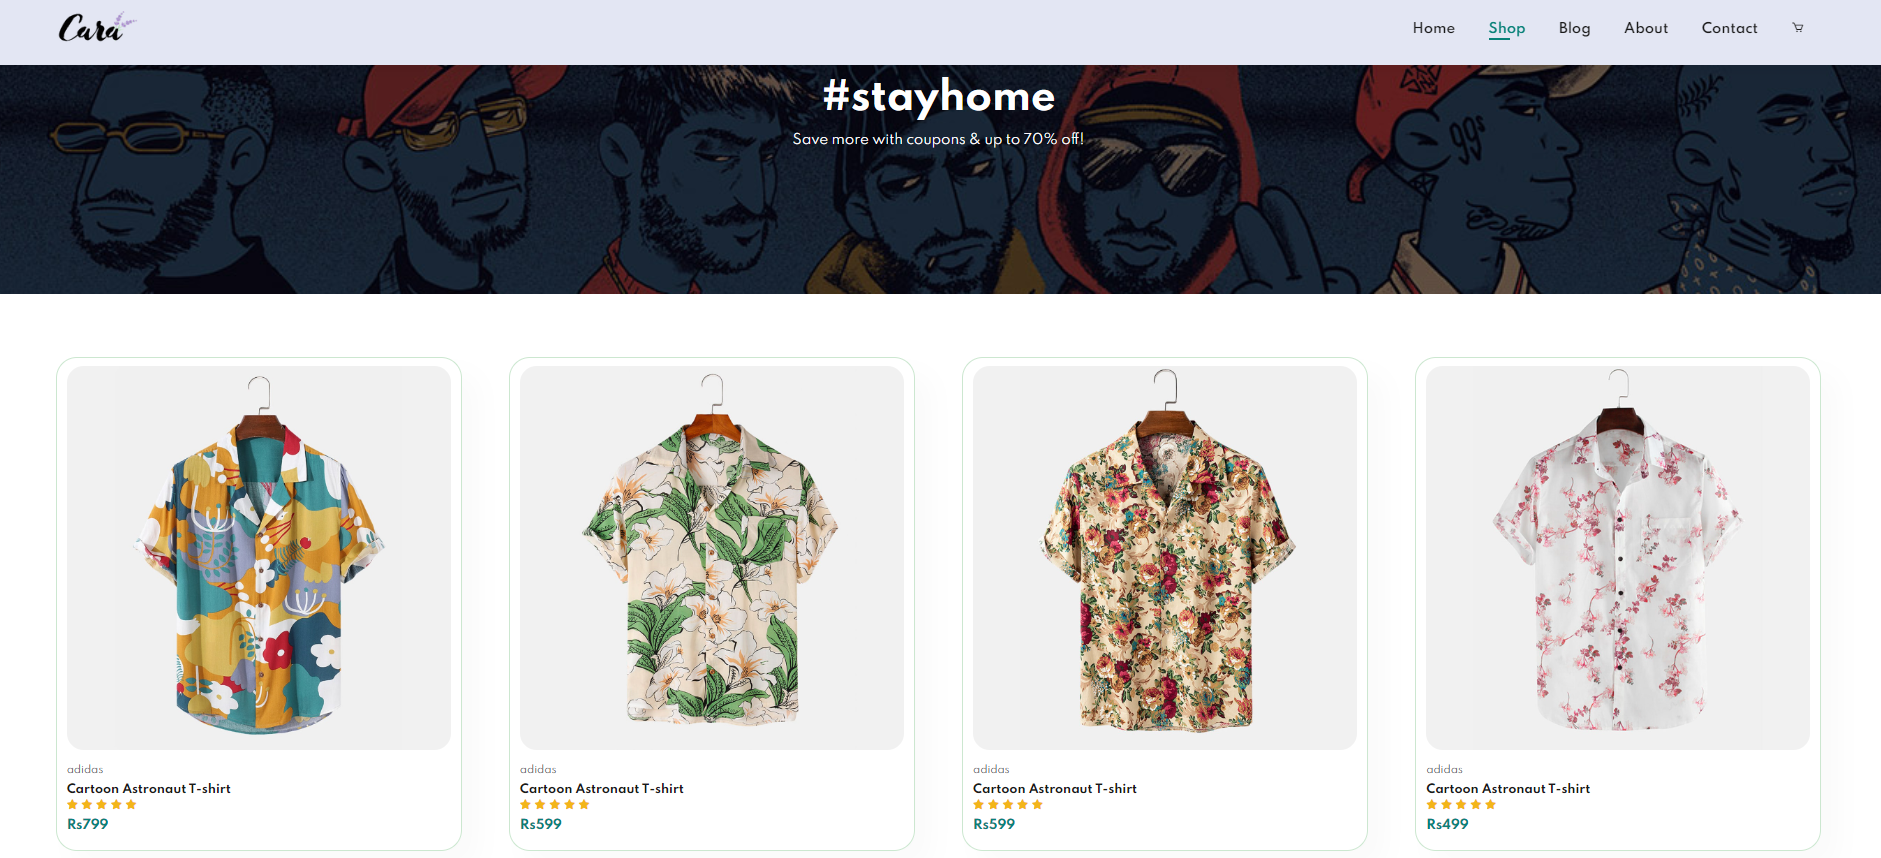 Cara
Home Shop Blog About Contact
#stayhome
Save more with coupons & up to 70% off!
99s
adidas
Cartoon Astronaut T-shirt
Rs799
adidas
Cartoon Astronaut T-shirt
Rs599
adidas
Cartoon Astronaut T-shirt
Rs599
adidas
Cartoon Astronaut T-shirt
Rs499